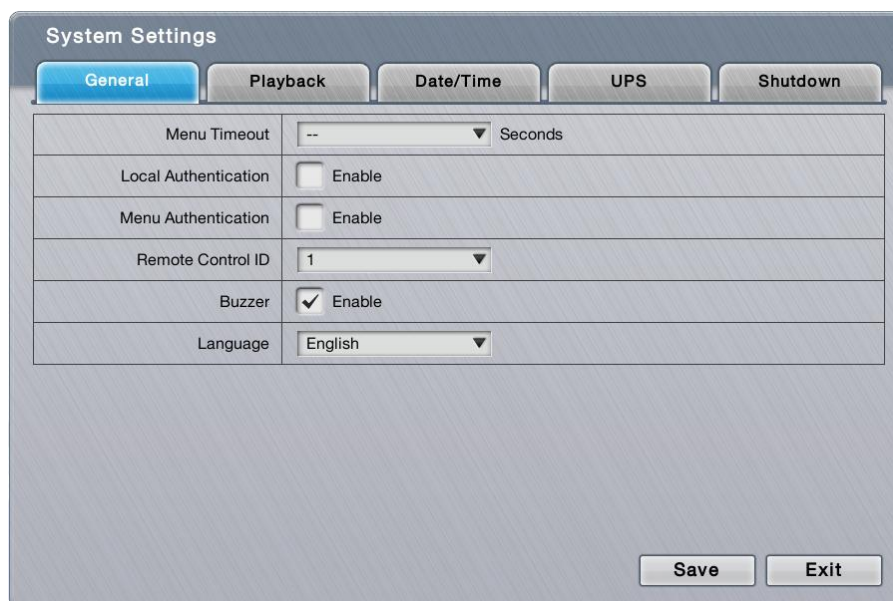 System Settings
General Playback Date/Time UPS Shutdown
Menu Timeout -- Seconds
Local Authentication Enable
Menu Authentication Enable
Remote Control ID 1
Buzzer Enable
Language English
Save Exit